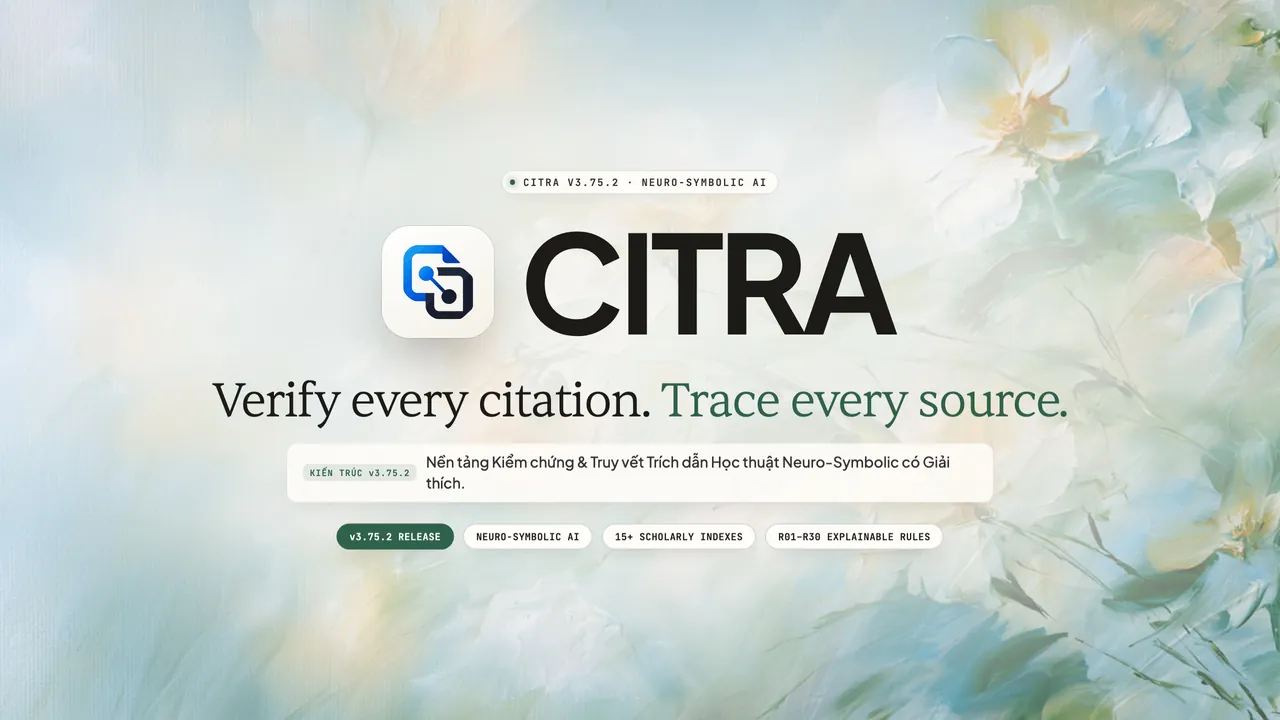 CITRA V3.75.2 · NEURO-SYMBOLIC AI
CITRA
Verify every citation. Trace every source.
KIẾN TRÚC v3.75.2
Nền tảng Kiểm chứng & Truy vết Trích dẫn Học thuật Neuro-Symbolic có Giải
thích.
v3.75.2 RELEASE
NEURO-SYMBOLIC AI
15+ SCHOLARLY INDEXES
R01–R30 EXPLAINABLE RULES